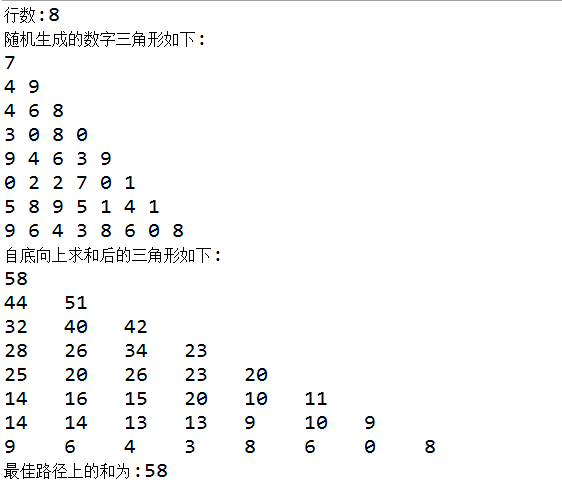 行数:8
随机生成的数字三角形如下:
7
4 9
4 6 8
3 0 8 0
9 4 6 3 9
0 2 2 7 0 1
5 8 9 5 1 4 1
9 6 4 3 8 6 0 8
自底向上求和后的三角形如下:
58
44 51
32 40 42
28 26 34 23
25 20 26 23 20
14 16 15 20 10 11
14 14 13 13 9 10 9
9 6 4 3 8 6 0 8
最佳路径上的和为:58